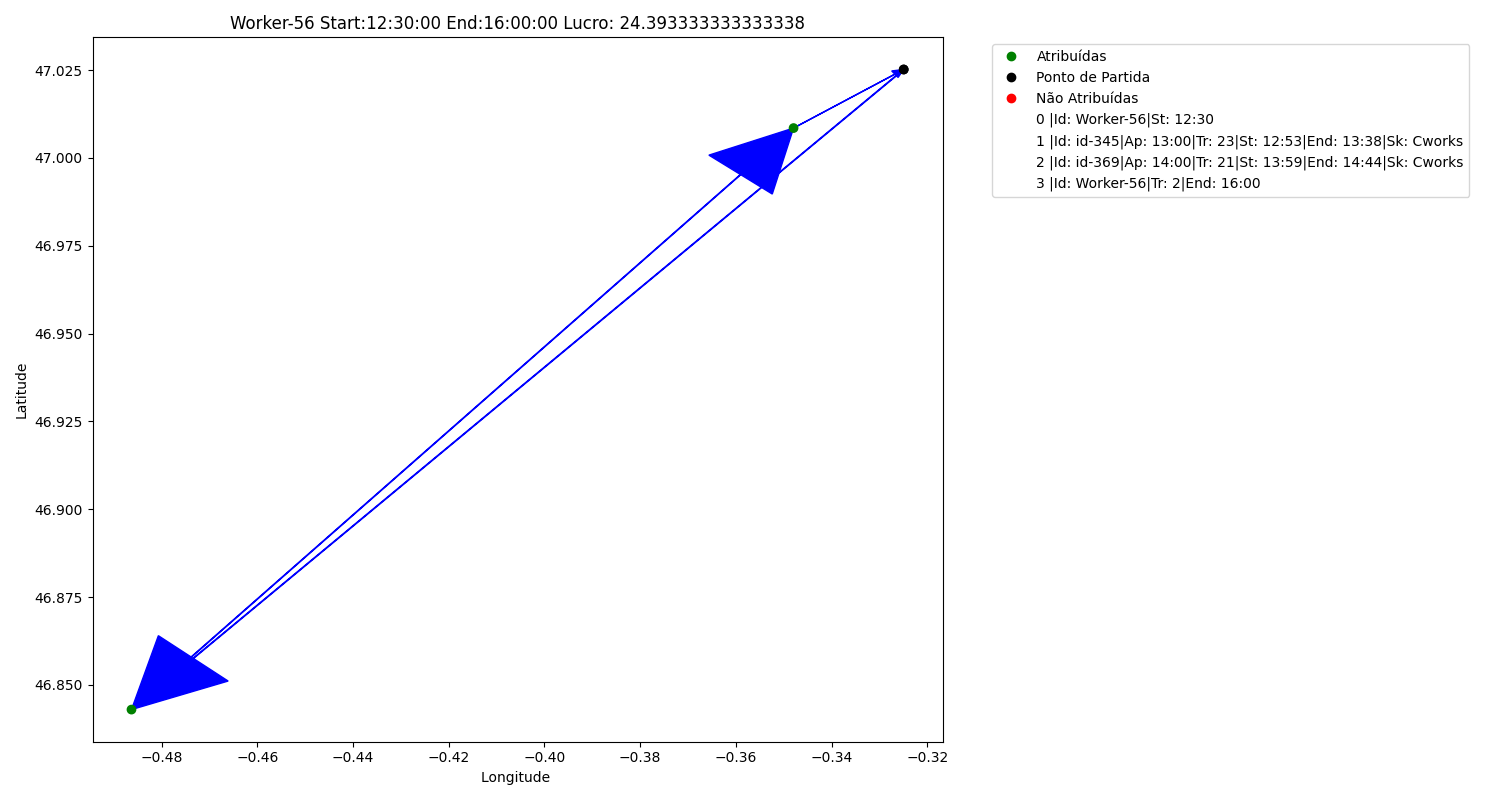 Worker-56 Start:12:30:00 End:16:00:00 Lucro: 24.393333333333338
47.025
47.000
46.975
46.950
46.925
46.900
46.875
46.850
Latitude
−0.48
−0.46
−0.44
−0.42
−0.40
−0.38
−0.36
−0.34
−0.32
Longitude
Atribuídas
Ponto de Partida
Não Atribuídas
0 |Id: Worker-56|St: 12:30
1 |Id: id-345|Ap: 13:00|Tr: 23|St: 12:53|End: 13:38|Sk: Cworks
2 |Id: id-369|Ap: 14:00|Tr: 21|St: 13:59|End: 14:44|Sk: Cworks
3 |Id: Worker-56|Tr: 2|End: 16:00